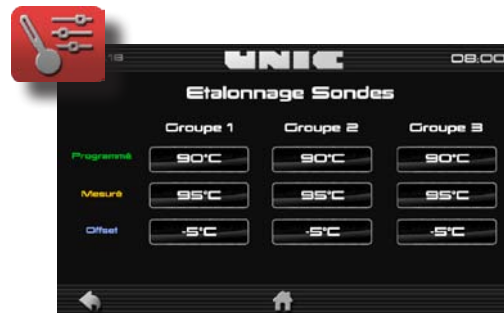 18 UNIC 08:00
Etalonnage Sondes
Groupe 1 Groupe 2 Groupe 3
Programmé 90°C 90°C 90°C
Mesuré 95°C 95°C 95°C
Offset -5°C -5°C -5°C